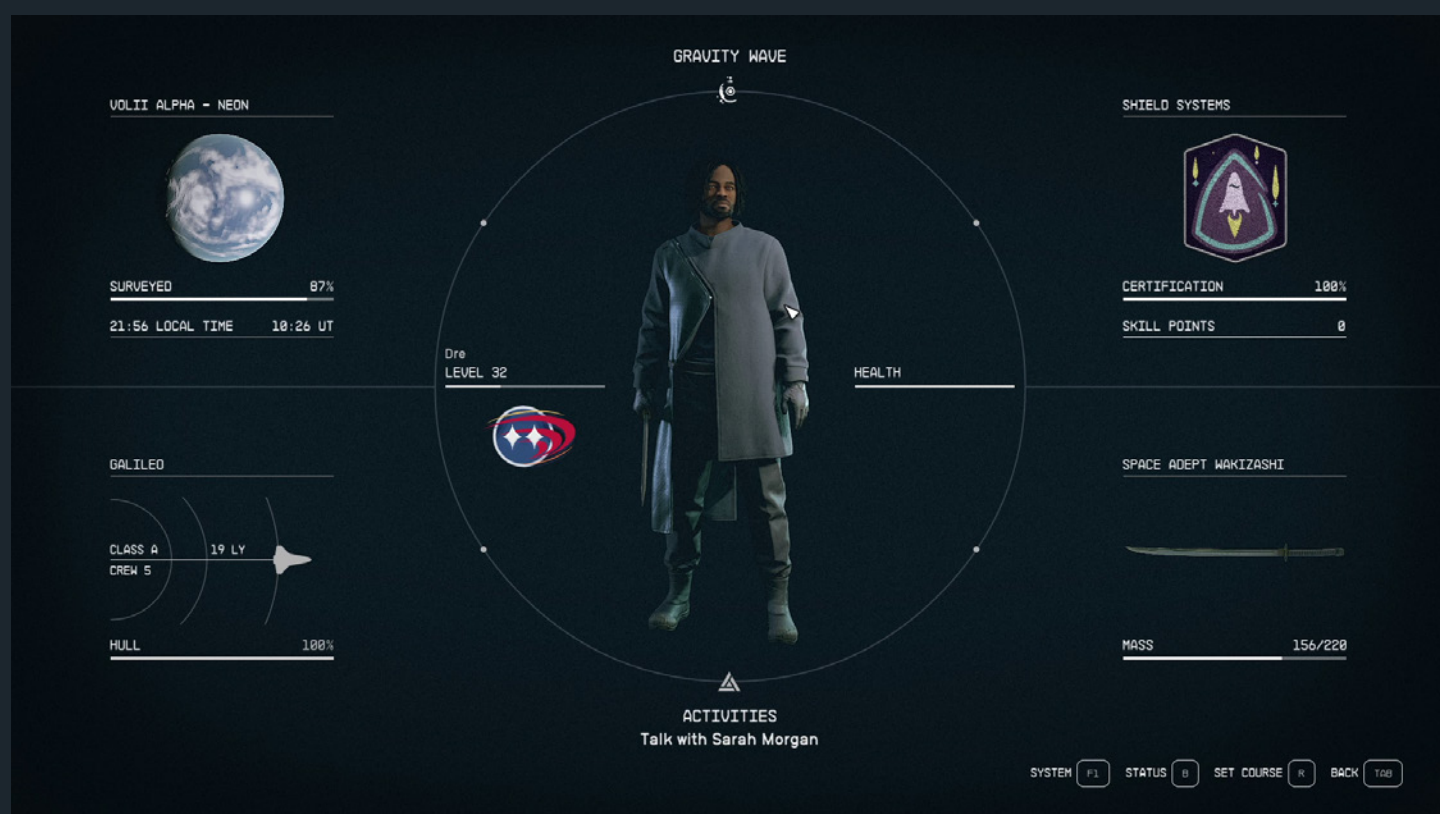 GRAVITY WAVE
VOLII ALPHA - NEON
SURVEYED 87%
21:56 LOCAL TIME 10:26 UT
SHIELD SYSTEMS
CERTIFICATION 100%
SKILL POINTS 0
Dre
LEVEL 32
HEALTH
GALILEO
CLASS A 19 LY
CREW 5
HULL 100%
SPACE ADEPT WAKIZASHI
MASS 156/220
ACTIVITIES
Talk with Sarah Morgan
SYSTEM F1 STATUS B SET COURSE R BACK TAB